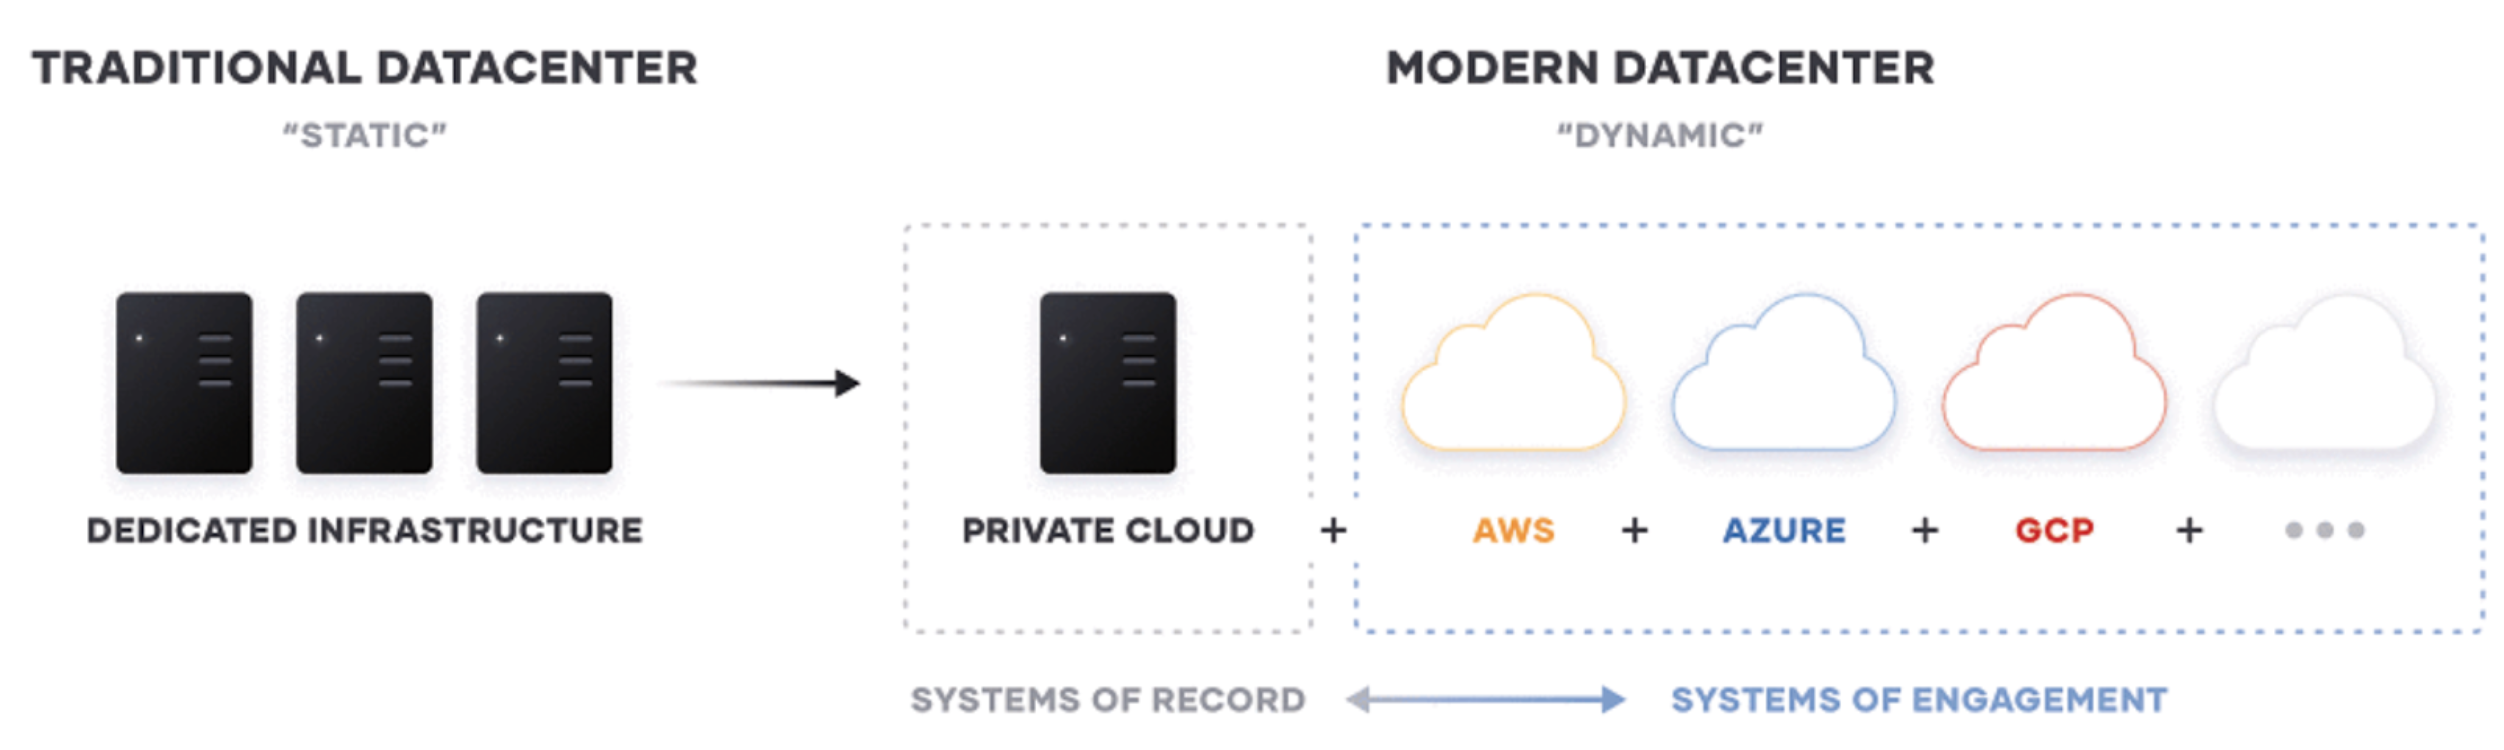 TRADITIONAL DATACENTER
“STATIC”
DEDICATED INFRASTRUCTURE
MODERN DATACENTER
“DYNAMIC”
PRIVATE CLOUD + AWS + AZURE + GCP + •••
SYSTEMS OF RECORD
SYSTEMS OF ENGAGEMENT